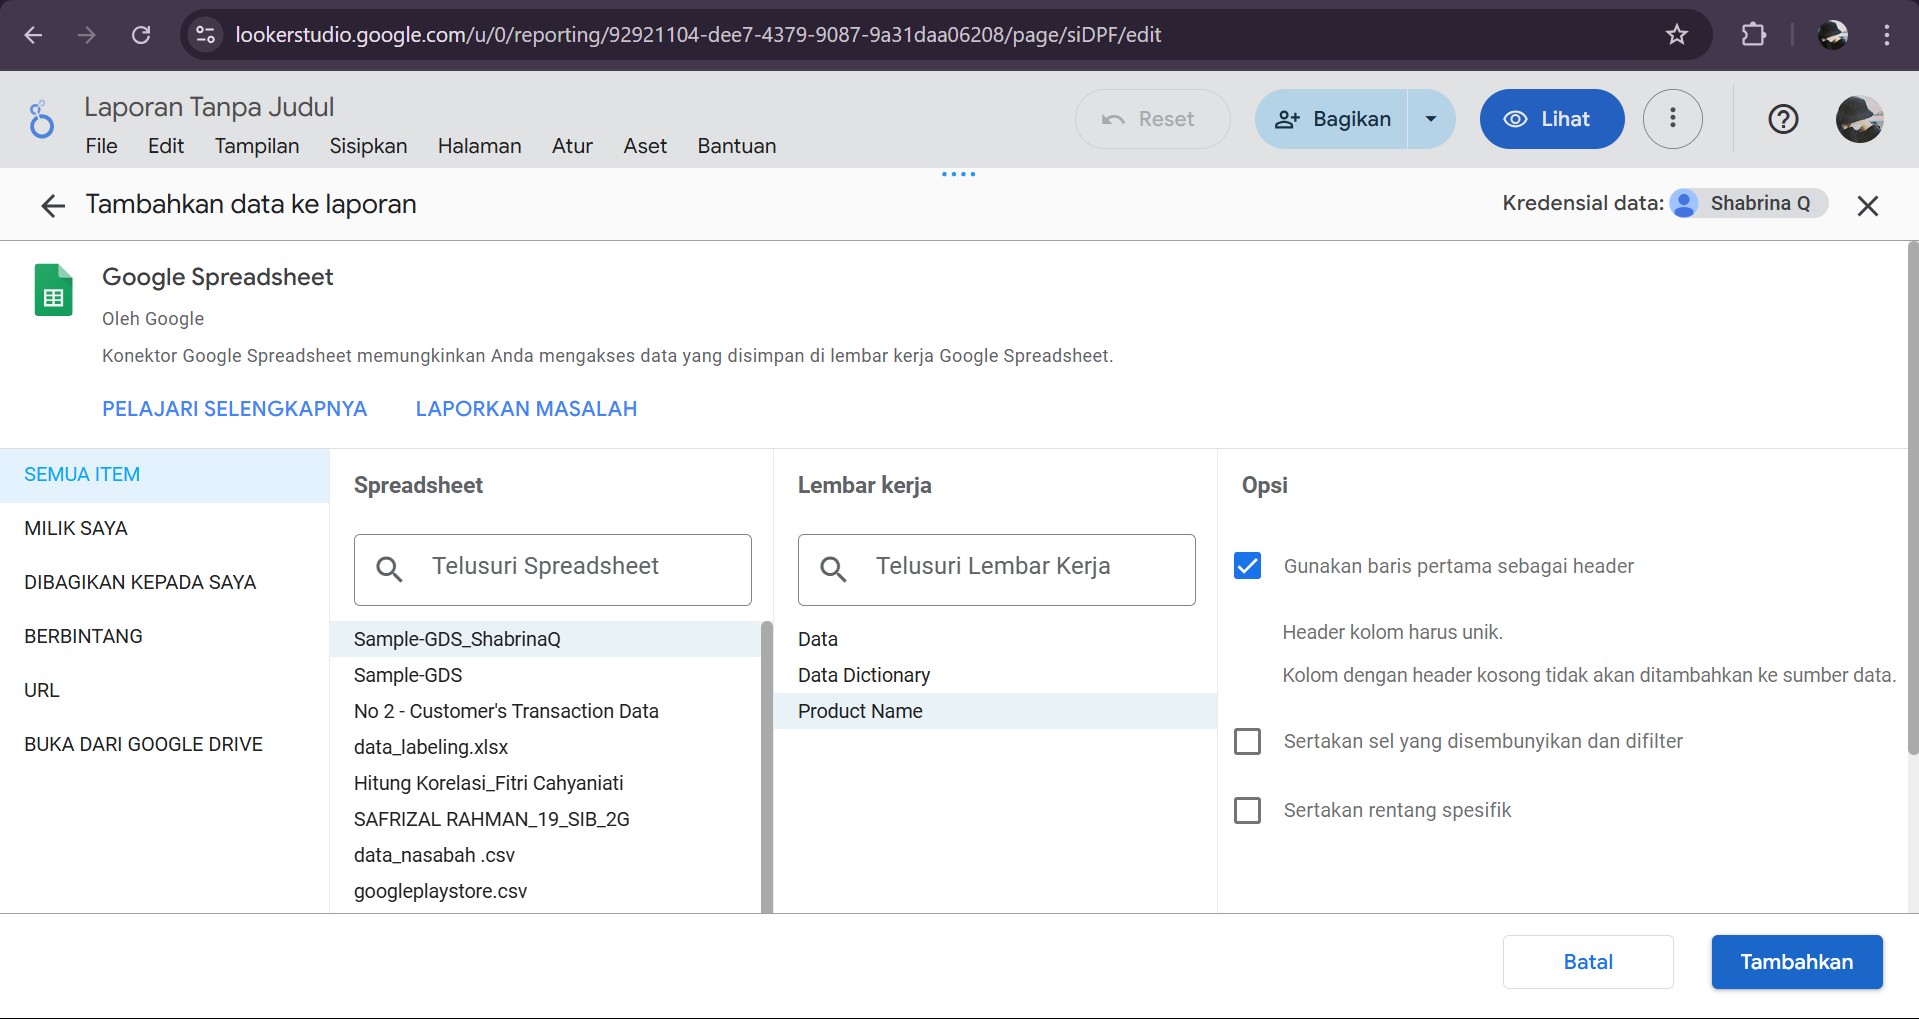 lookerstudio.google.com/u/0/reporting/92921104-dee7-4379-9087-9a31daa06208/page/siDPF/edit
Laporan Tanpa Judul
File Edit Tampilan Sisipkan Halaman Atur Aset Bantuan
Reset
Bagikan
Lihat
Tambahkan data ke laporan
Kredensial data: Shabrina Q
Google Spreadsheet
Oleh Google
Konektor Google Spreadsheet memungkinkan Anda mengakses data yang disimpan di lembar kerja Google Spreadsheet.
PELAJARI SELENGKAPNYA LAPORKAN MASALAH
SEMUA ITEM
MILIK SAYA
DIBAGIKAN KEPADA SAYA
BERBINTANG
URL
BUKA DARI GOOGLE DRIVE
Spreadsheet
Telusuri Spreadsheet
Sample-GDS_ShabrinaQ
Sample-GDS
No 2 - Customer's Transaction Data
data_labeling.xlsx
Hitung Korelasi_Fitri Cahyaniati
SAFRIZAL RAHMAN_19_SIB_2G
data_nasabah .csv
googleplaystore.csv
Lembar kerja
Telusuri Lembar Kerja
Data
Data Dictionary
Product Name
Opsi
Gunakan baris pertama sebagai header
Header kolom harus unik.
Kolom dengan header kosong tidak akan ditambahkan ke sumber data.
Sertakan sel yang disembunyikan dan difilter
Sertakan rentang spesifik
Batal
Tambahkan